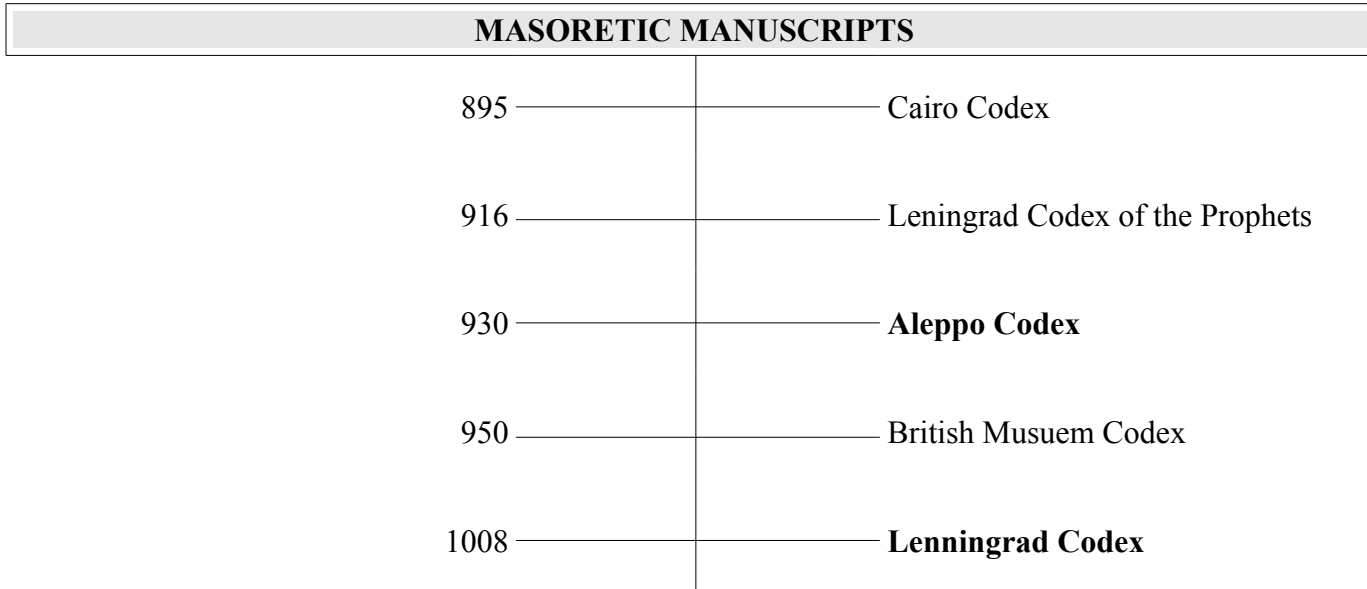 MASORETIC MANUSCRIPTS
895 Cairo Codex
916 Leningrad Codex of the Prophets
930 Aleppo Codex
950 British Musuem Codex
1008 Lenningrad Codex